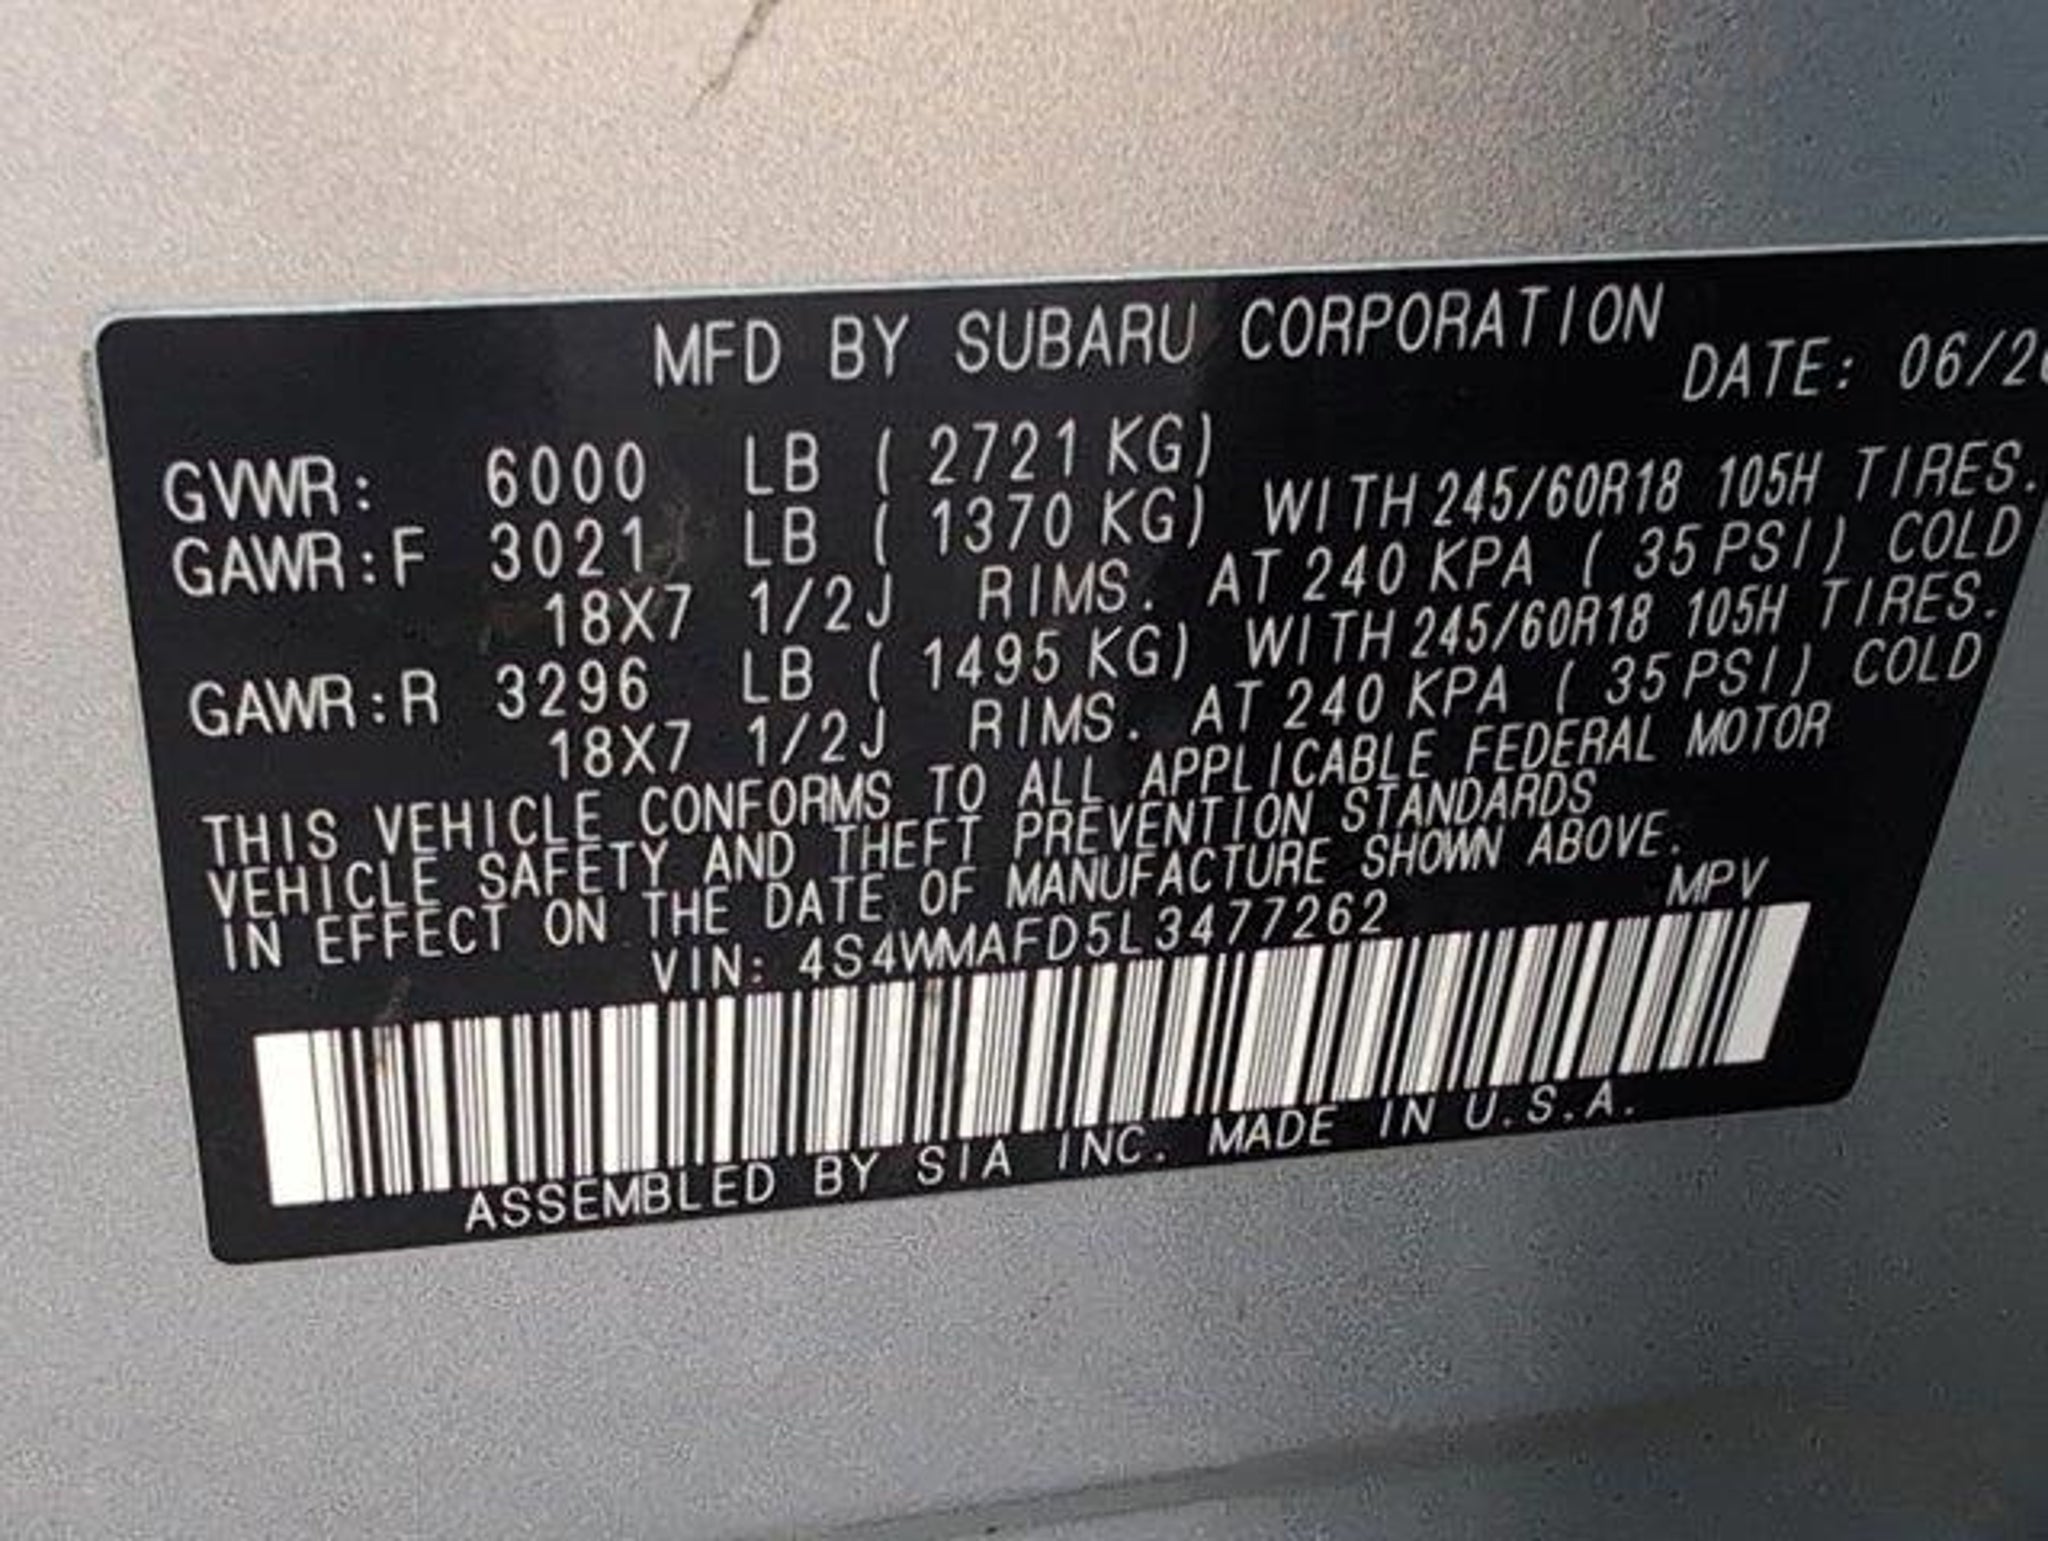 MFD BY SUBARU CORPORATION
DATE: 06/20
GVWR: 6000 LB ( 2721 KG)
GAWR:F 3021 LB ( 1370 KG) WITH 245/60R18 105H TIRES.
18X7 1/2J RIMS. AT 240 KPA ( 35 PSI) COLD
GAWR:R 3296 LB ( 1495 KG) WITH 245/60R18 105H TIRES.
18X7 1/2J RIMS. AT 240 KPA ( 35 PSI) COLD
THIS VEHICLE CONFORMS TO ALL APPLICABLE FEDERAL MOTOR
VEHICLE SAFETY AND THEFT PREVENTION STANDARDS
IN EFFECT ON THE DATE OF MANUFACTURE SHOWN ABOVE.
VIN: 4S4WMAFD5L3477262 MPV
ASSEMBLED BY SIA INC. MADE IN U.S.A.